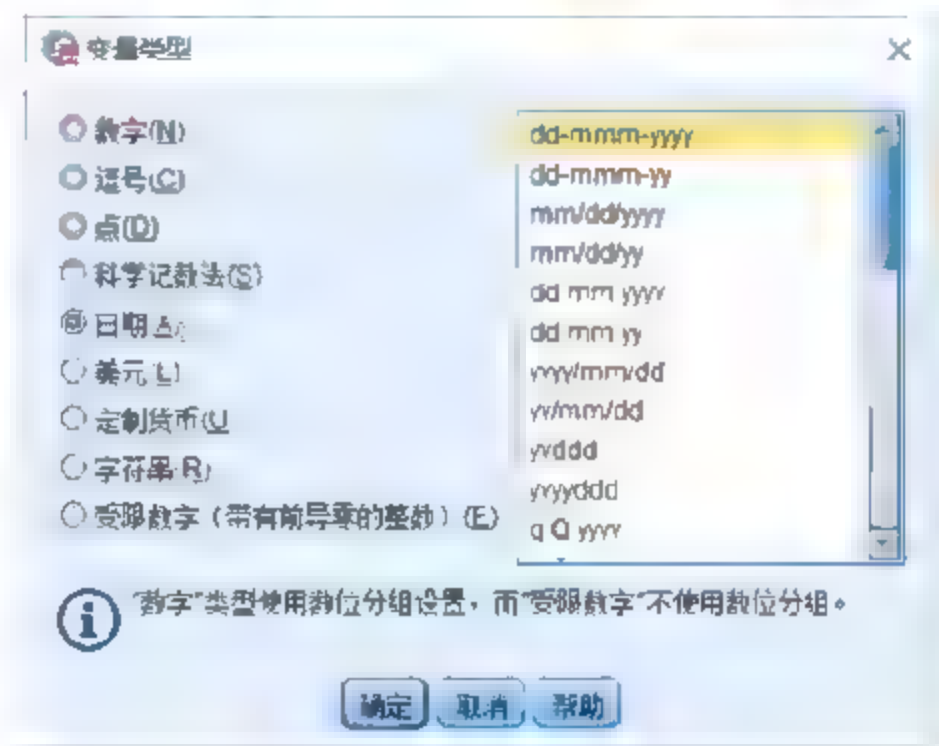 变量类型
数字(N)
逗号(C)
点(D)
科学记数法(S)
日期(A)
美元(L)
定制货币(U)
字符串(R)
受限数字（带有前导零的整数）(E)
dd-mmm-yyyy
dd-mmm-yy
mm/dd/yyyy
mm/dd/yy
dd.mm.yyyy
dd.mm.yy
yyyy/mm/dd
yy/mm/dd
yyddd
yyyyddd
q Q yyyy
“数字”类型使用数位分组设置，而“受限数字”不使用数位分组。
确定
取消
帮助